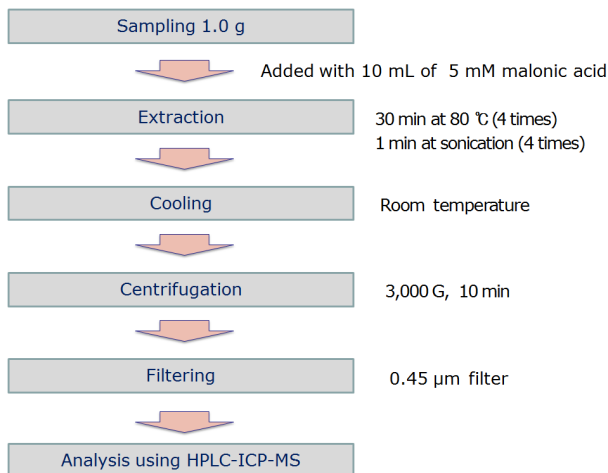 Sampling 1.0 g
Added with 10 mL of 5 mM malonic acid
Extraction
30 min at 80 ℃ (4 times)
1 min at sonication (4 times)
Cooling
Room temperature
Centrifugation
3,000 G, 10 min
Filtering
0.45 μm filter
Analysis using HPLC-ICP-MS